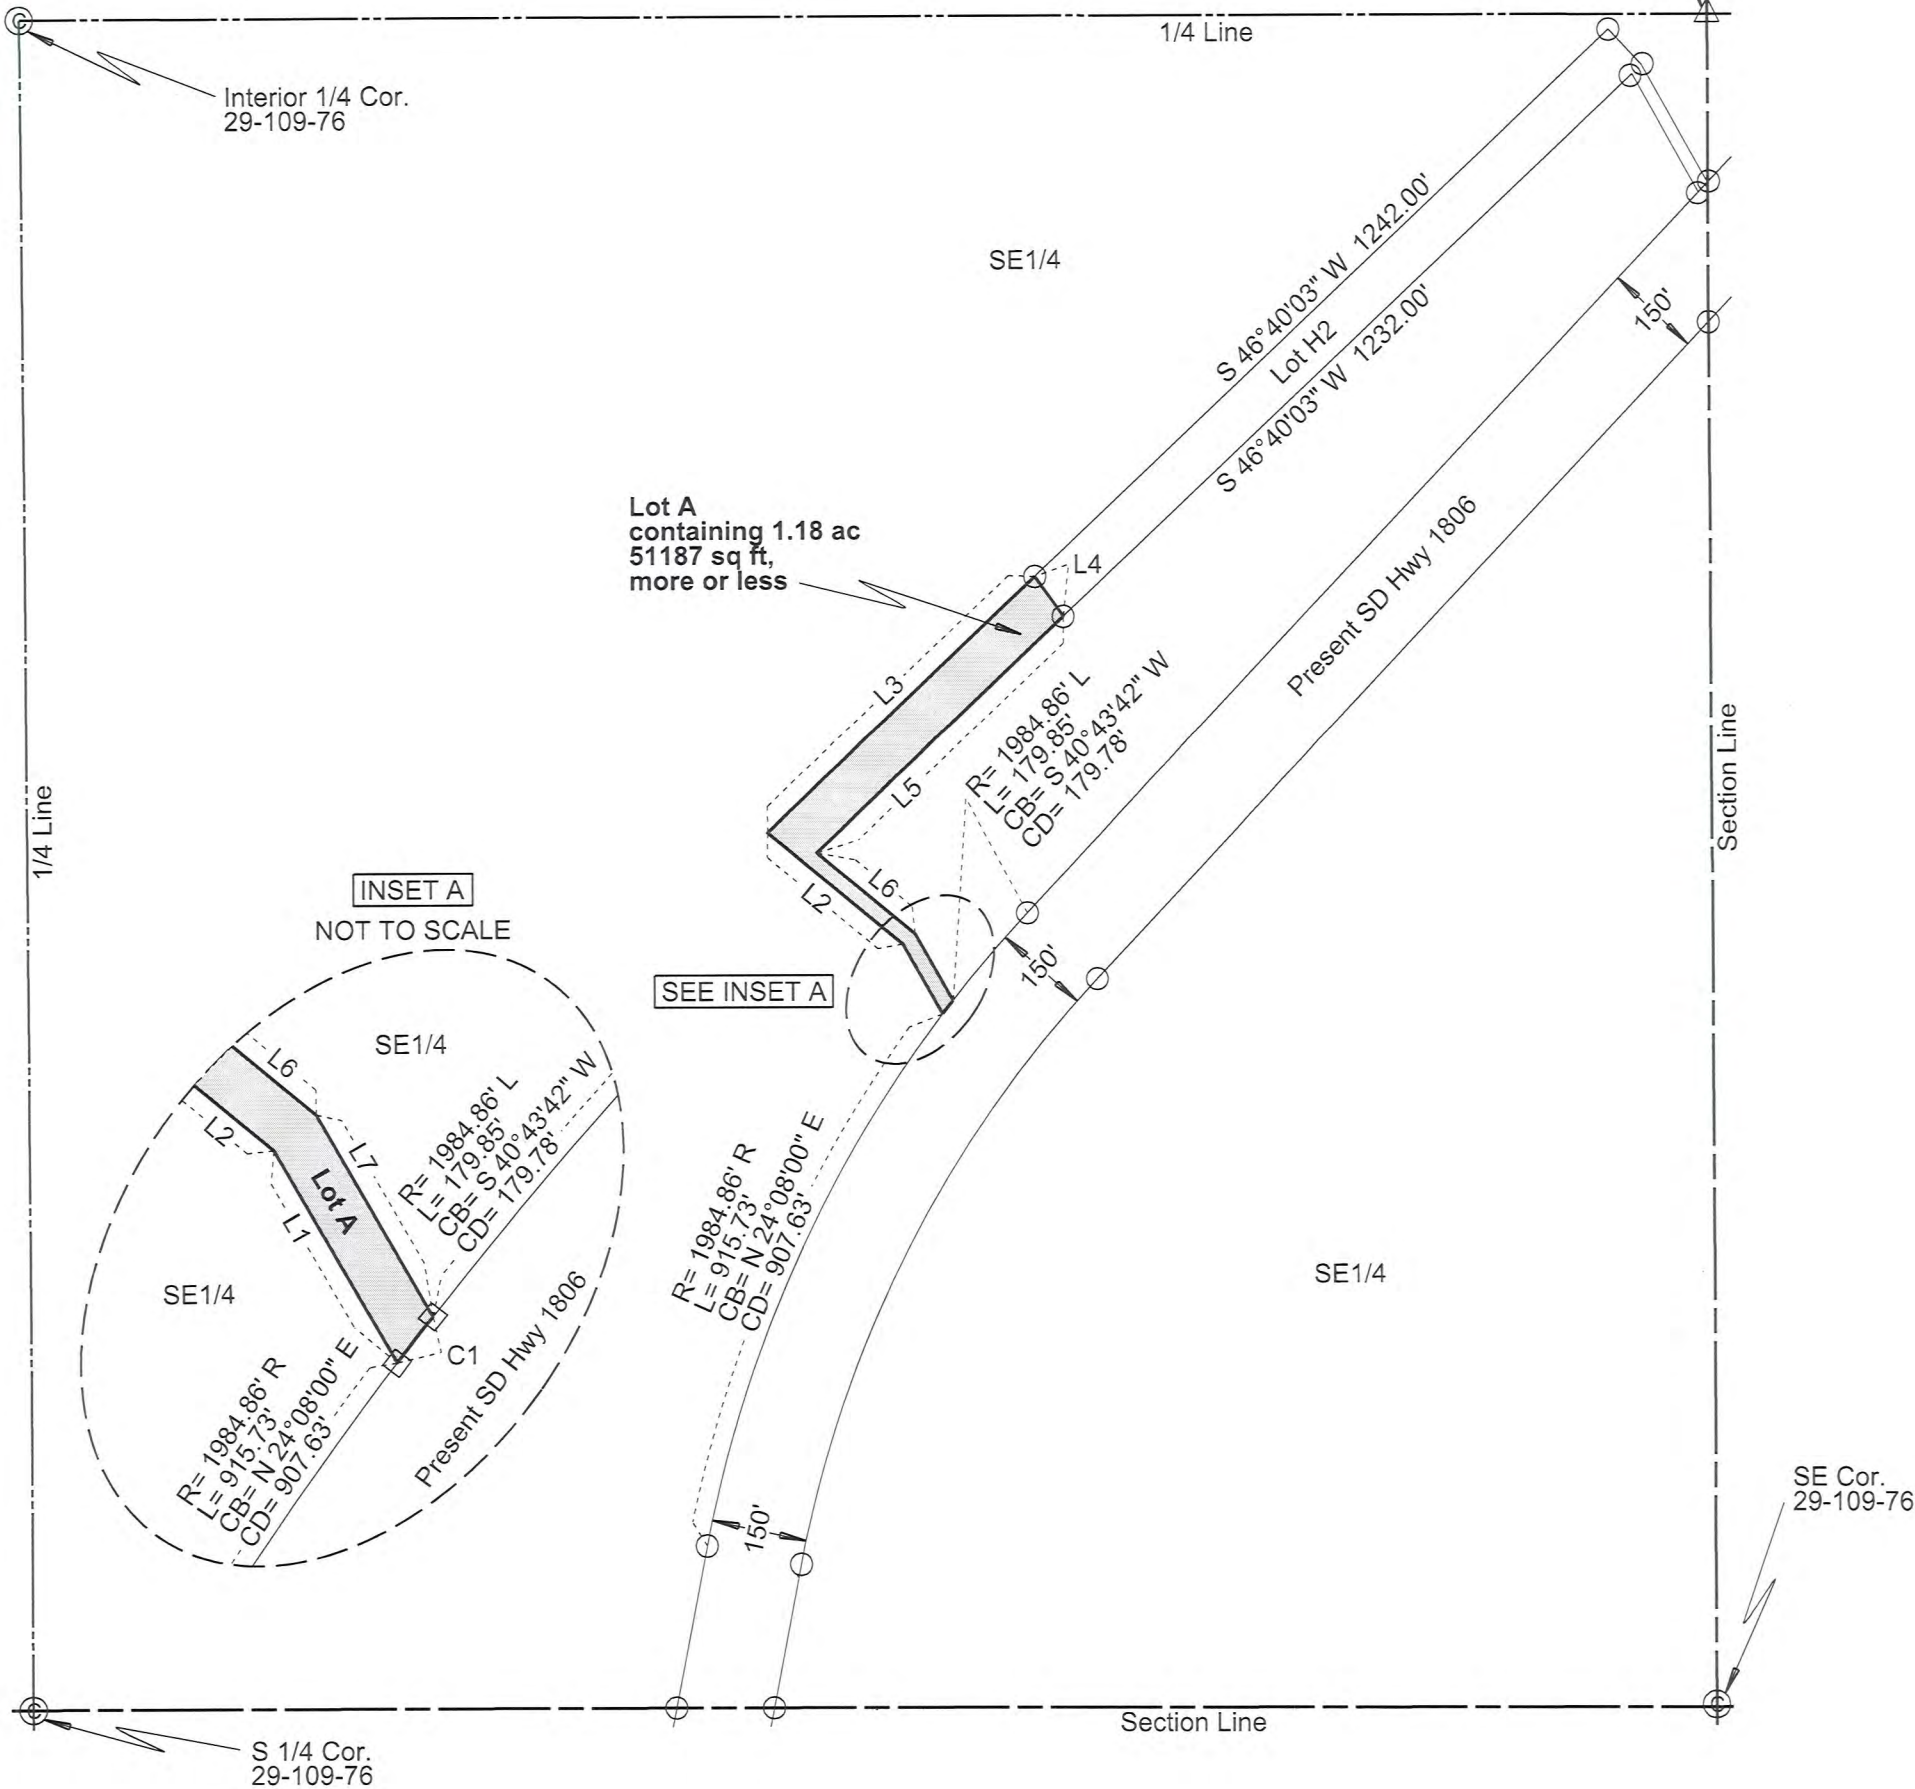 1/4 Line
Interior 1/4 Cor.
29-109-76
SE1/4
S 46°40'03" W 1242.00'
Lot H2
S 46°40'03" W 1232.00'
150'
Lot A
containing 1.18 ac
51187 sq ft,
more or less
L4
Present SD Hwy 1806
L3
R= 1984.86' L
L= 179.85'
CB= S 40°43'42" W
CD= 179.78'
L5
Section Line
1/4 Line
INSET A
NOT TO SCALE
L6
L2
150'
SEE INSET A
SE1/4
L6
L2
L7
R= 1984.86' L
L= 179.85'
CB= S 40°43'42" W
CD= 179.78'
Lot A
L1
SE1/4
C1
R= 1984.86' R
L= 915.73'
CB= N 24°08'00" E
CD= 907.63'
Present SD Hwy 1806
R= 1984.86' R
L= 915.73'
CB= N 24°08'00" E
CD= 907.63'
SE1/4
150'
SE Cor.
29-109-76
Section Line
S 1/4 Cor.
29-109-76